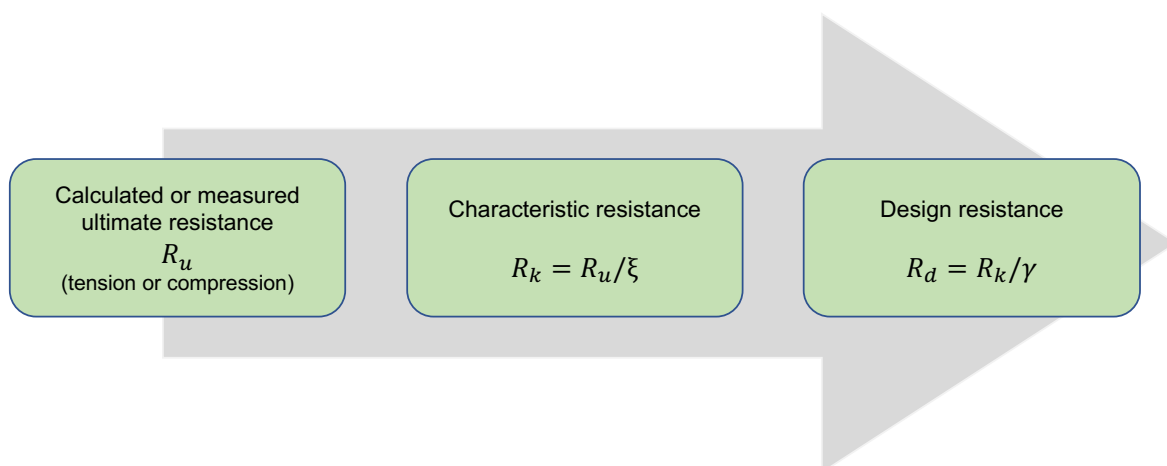 Calculated or measured
ultimate resistance
R_u
(tension or compression)
Characteristic resistance
R_k = R_u/ξ
Design resistance
R_d = R_k/γ